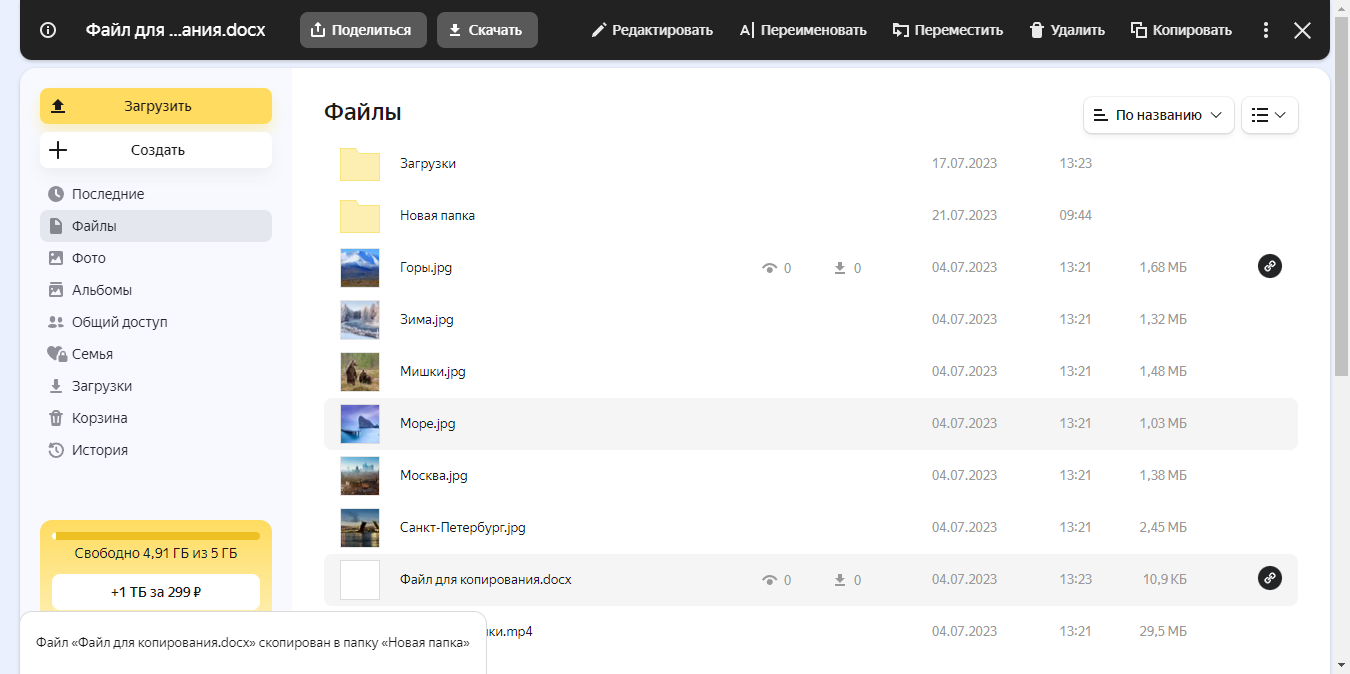 Файл для ...ания.docx
Поделиться
Скачать
Редактировать
Переименовать
Переместить
Удалить
Копировать
Загрузить
Создать
Последние
Файлы
Фото
Альбомы
Общий доступ
Семья
Загрузки
Корзина
История
Свободно 4,91 ГБ из 5 ГБ
+1 ТБ за 299 ₽
Файлы
По названию
Загрузки 17.07.2023 13:23
Новая папка 21.07.2023 09:44
Горы.jpg 0 0 04.07.2023 13:21 1,68 МБ
Зима.jpg 04.07.2023 13:21 1,32 МБ
Мишки.jpg 04.07.2023 13:21 1,48 МБ
Море.jpg 04.07.2023 13:21 1,03 МБ
Москва.jpg 04.07.2023 13:21 1,38 МБ
Санкт-Петербург.jpg 04.07.2023 13:21 2,45 МБ
Файл для копирования.docx 0 0 04.07.2023 13:23 10,9 КБ
ки.mp4 04.07.2023 13:21 29,5 МБ
Файл «Файл для копирования.docx» скопирован в папку «Новая папка»